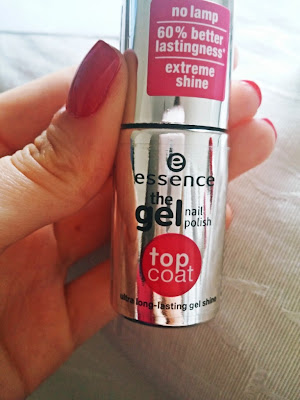 no lamp
60% better
lastingness*
extreme
shine
e
essence
the
gel nail
polish
top
coat
ultra long-lasting gel shine